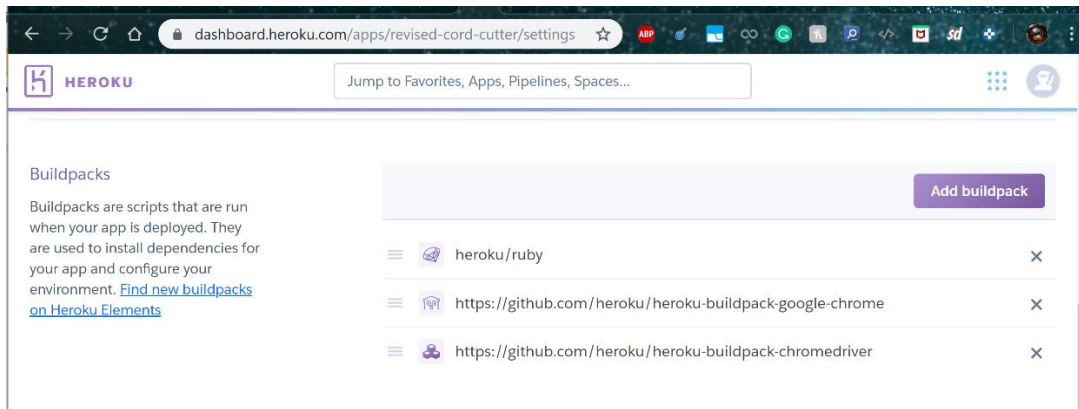 dashboard.heroku.com/apps/revised-cord-cutter/settings
ABP
sd
HEROKU
Jump to Favorites, Apps, Pipelines, Spaces...
Buildpacks
Buildpacks are scripts that are run
when your app is deployed. They
are used to install dependencies for
your app and configure your
environment. Find new buildpacks
on Heroku Elements
Add buildpack
heroku/ruby
https://github.com/heroku/heroku-buildpack-google-chrome
https://github.com/heroku/heroku-buildpack-chromedriver